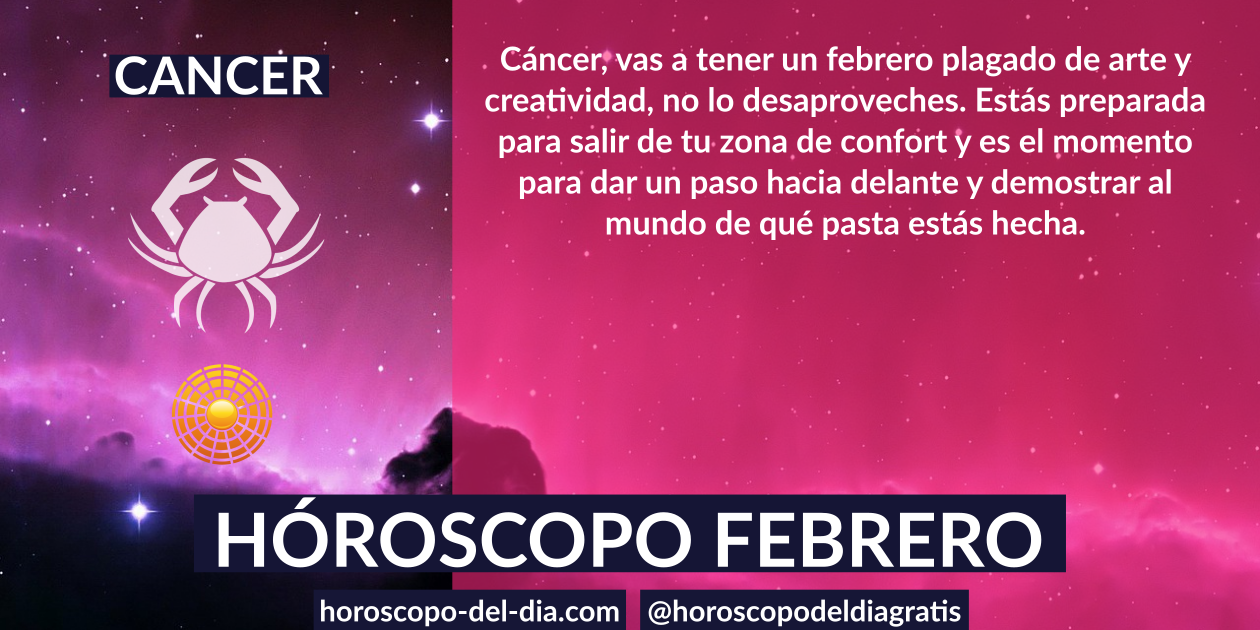 CANCER
Cáncer, vas a tener un febrero plagado de arte y
creatividad, no lo desaproveches. Estás preparada
para salir de tu zona de confort y es el momento
para dar un paso hacia delante y demostrar al
mundo de qué pasta estás hecha.
HÓROSCOPO FEBRERO
horoscopo-del-dia.com
@horoscopodeldiagratis